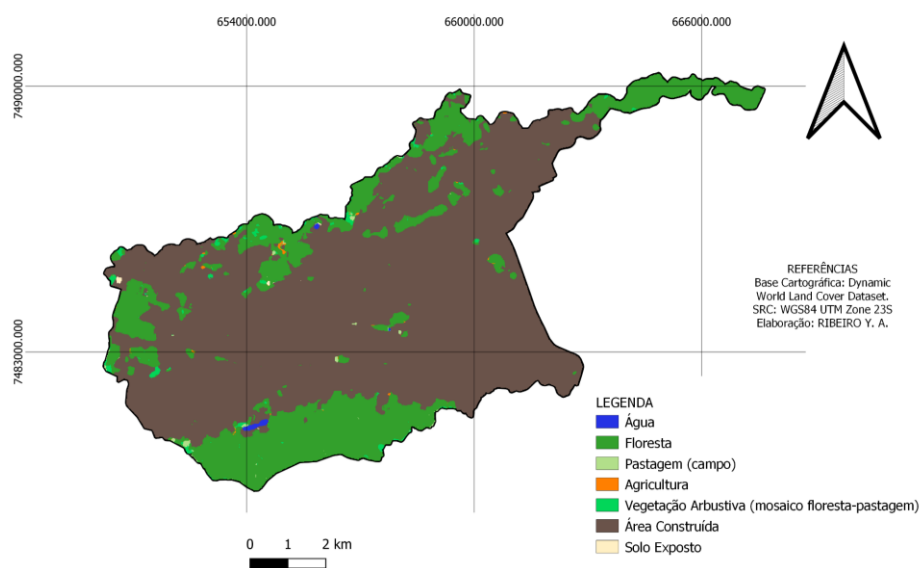 654000.000
660000.000
666000.000
7490000.000
7483000.000
REFERÊNCIAS
Base Cartográfica: Dynamic
World Land Cover Dataset.
SRC: WGS84 UTM Zone 23S
Elaboração: RIBEIRO Y. A.
LEGENDA
Água
Floresta
Pastagem (campo)
Agricultura
Vegetação Arbustiva (mosaico floresta-pastagem)
Área Construída
Solo Exposto
0 1 2 km